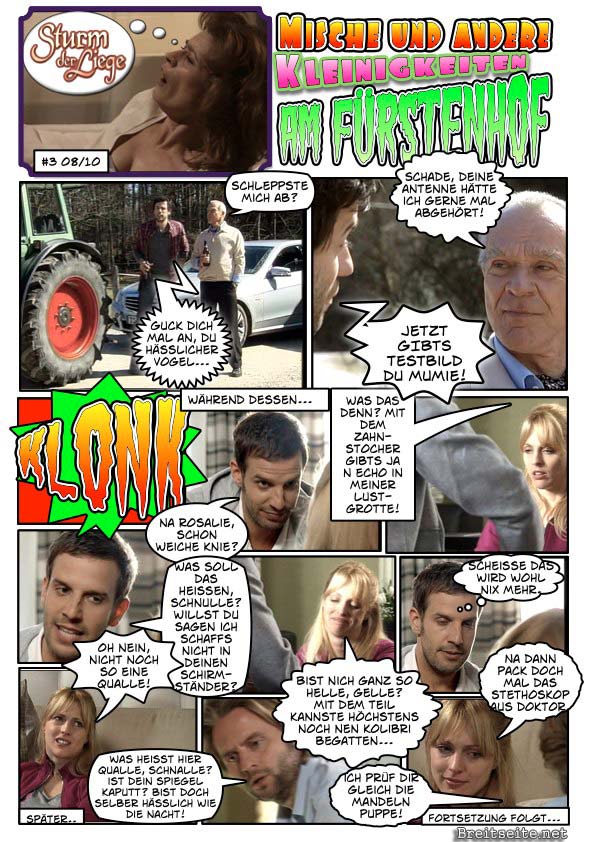 Sturm
der Liege
#3 08/10
MISCHE UND ANDERE
KLEINIGKEITEN
AM FÜRSTENHOF
SCHLEPPSTE
MICH AB?
GUCK DICH
MAL AN, DU
HÄSSLICHER
VOGEL...
SCHADE, DEINE
ANTENNE HÄTTE
ICH GERNE MAL
ABGEHÖRT!
JETZT
GIBTS
TESTBILD
DU MUMIE!
KLONK
WÄHREND DESSEN...
NA ROSALIE,
SCHON
WEICHE KNIE?
WAS DAS
DENN? MIT
DEM
ZAHN-
STOCHER
GIBTS JA
N ECHO IN
MEINER
LUST-
GROTTE!
OH NEIN,
NICHT NOCH
SO EINE
QUALLE!
WAS SOLL
DAS
HEISSEN,
SCHNULLE?
WILLST DU
SAGEN ICH
SCHAFFS
NICHT IN
DEINEN
SCHIRM-
STÄNDER?
BIST NICH GANZ SO
HELLE, GELLE?
MIT DEM TEIL
KANNSTE HÖCHSTENS
NOCH NEN KOLIBRI
BEGATTEN...
SCHEISSE DAS
WIRD WOHL
NIX MEHR.
SPÄTER..
WAS HEISST HIER
QUALLE, SCHNALLE?
IST DEIN SPIEGEL
KAPUTT? BIST DOCH
SELBER HÄSSLICH WIE
DIE NACHT!
ICH PRÜF DIR
GLEICH DIE
MANDELN
PUPPE!
NA DANN
PACK DOCH
MAL DAS
STETHOSKOP
AUS DOKTOR
FORTSETZUNG FOLGT...
Breitseite.net